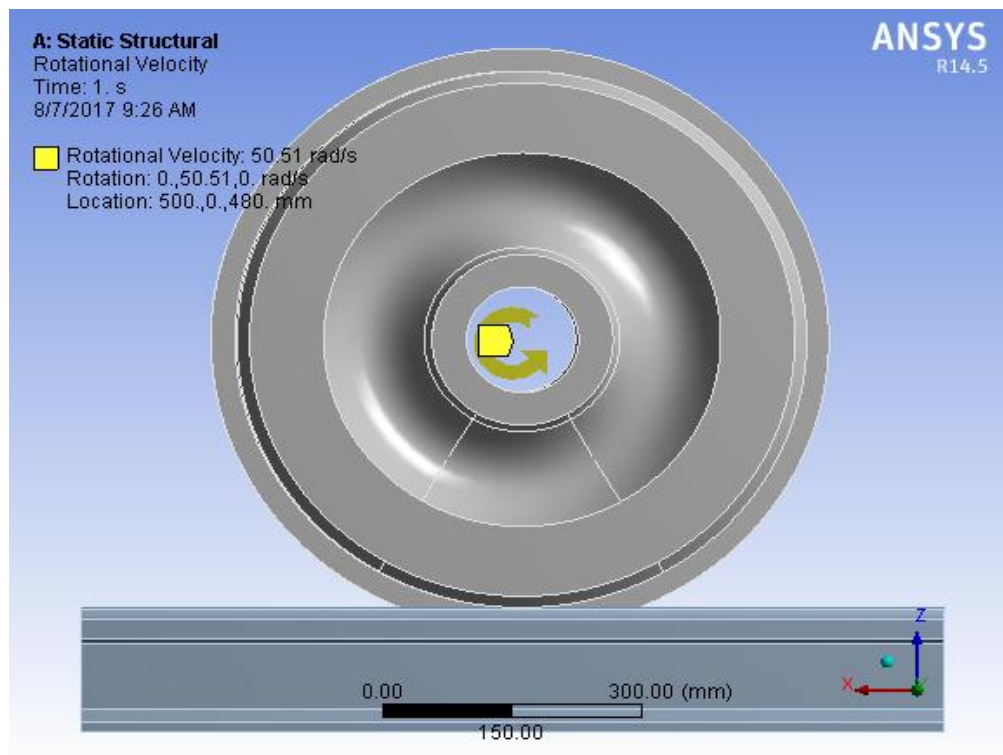 A: Static Structural
Rotational Velocity
Time: 1. s
8/7/2017 9:26 AM
Rotational Velocity: 50.51 rad/s
Rotation: 0.,50.51,0. rad/s
Location: 500.,0.,480. mm
ANSYS
R14.5
Z
X
Y
0.00
300.00 (mm)
150.00